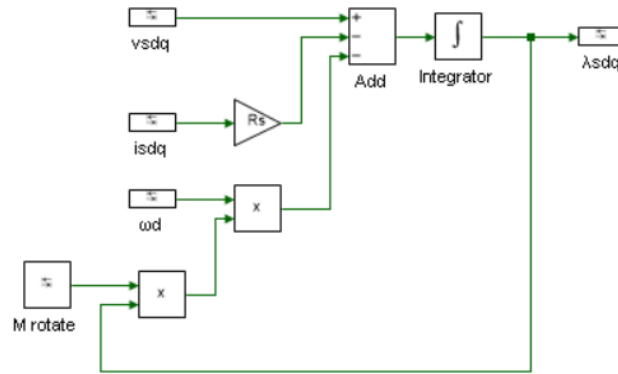 vsdq
+
−
−
Add
∫
Integrator
λsdq
isdq
Rs
ωd
x
M rotate
x